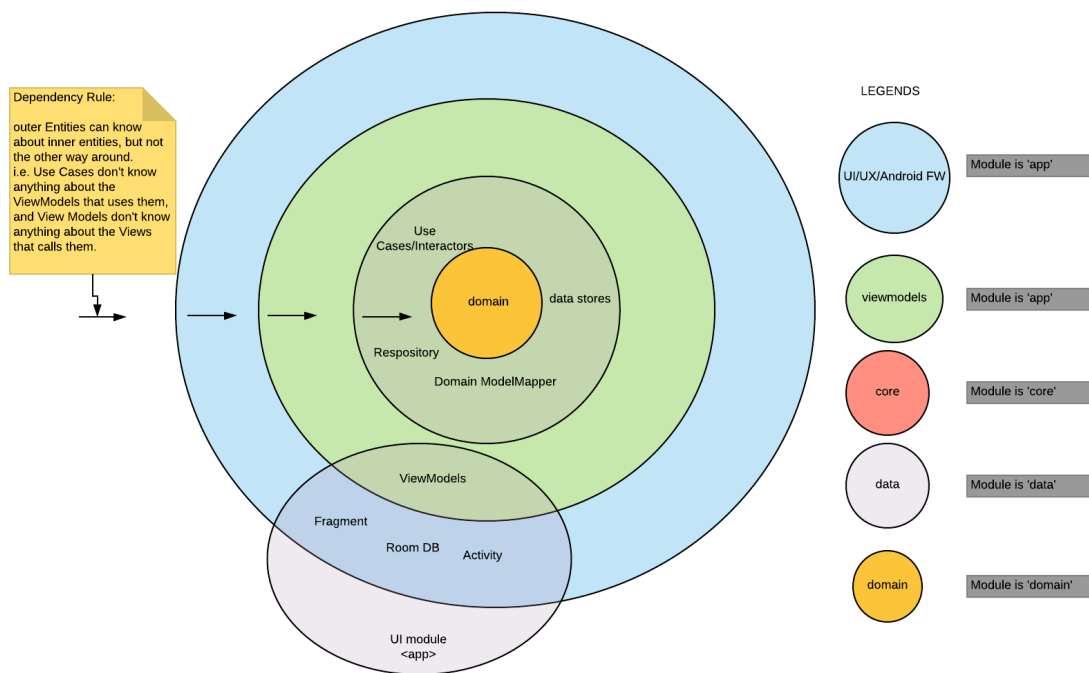 Dependency Rule:
outer Entities can know
about inner entities, but not
the other way around.
i.e. Use Cases don't know
anything about the
ViewModels that uses them,
and View Models don't know
anything about the Views
that calls them.
Use
Cases/Interactors
domain
data stores
Respository
Domain ModelMapper
ViewModels
Fragment
Room DB
Activity
UI module
<app>
LEGENDS
UI/UX/Android FW
Module is 'app'
viewmodels
Module is 'app'
core
Module is 'core'
data
Module is 'data'
domain
Module is 'domain'